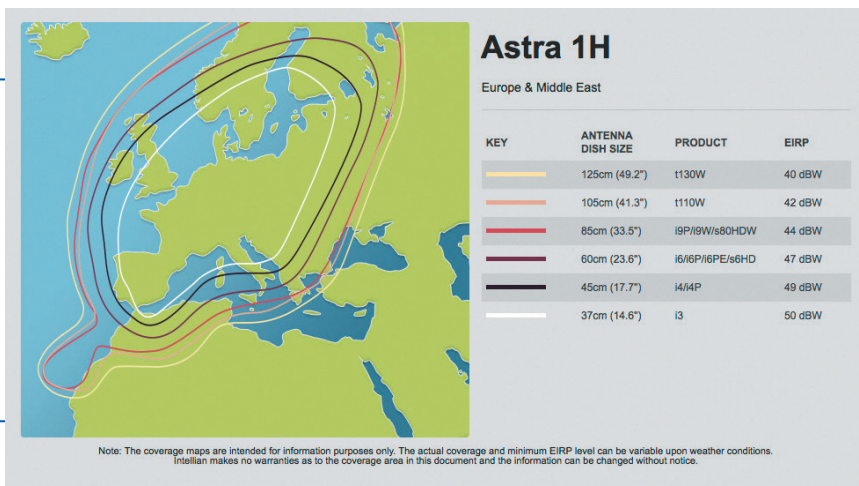 Astra 1H
Europe & Middle East
KEY ANTENNA DISH SIZE PRODUCT EIRP
125cm (49.2") t130W 40 dBW
105cm (41.3") t110W 42 dBW
85cm (33.5") i9P/i9W/s80HDW 44 dBW
60cm (23.6") i6/i6P/i6PE/s6HD 47 dBW
45cm (17.7") i4/i4P 49 dBW
37cm (14.6") i3 50 dBW
Note: The coverage maps are intended for information purposes only. The actual coverage and minimum EIRP level can be variable upon weather conditions.
Intellian makes no warranties as to the coverage area in this document and the information can be changed without notice.